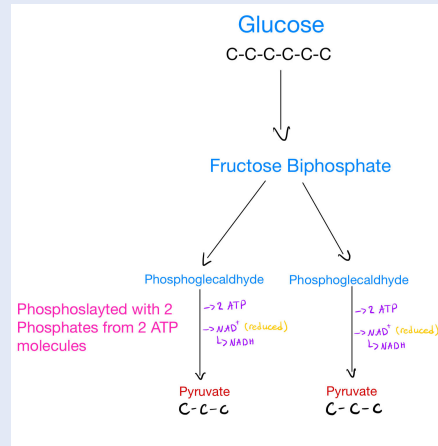 Glucose
C-C-C-C-C-C
Fructose Biphosphate
Phosphoglecaldhyde
Phosphoglecaldhyde
Phosphoslayted with 2
Phosphates from 2 ATP
molecules
→ 2 ATP
→ NAD⁺ (reduced)
↳ NADH
→ 2 ATP
→ NAD⁺ (reduced)
↳ NADH
Pyruvate
C-C-C
Pyruvate
C-C-C